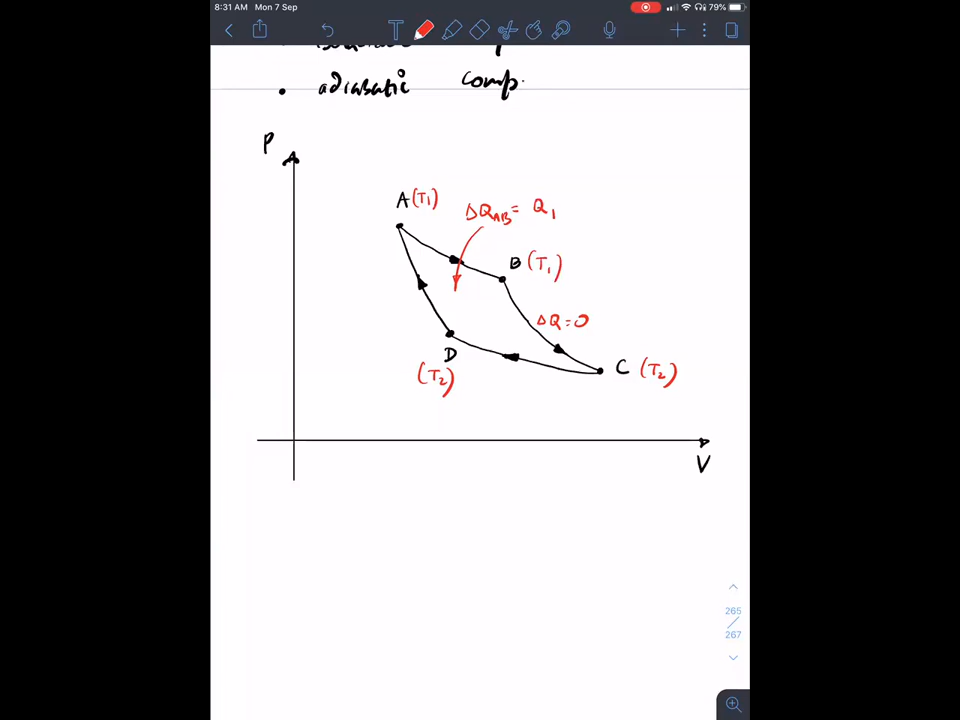 8:31 AM Mon 7 Sep
79%
• adiabatic comp.
P
A (T1)
ΔQAB = Q1
B (T1)
ΔQ = 0
D
(T2)
C (T2)
V
265
267